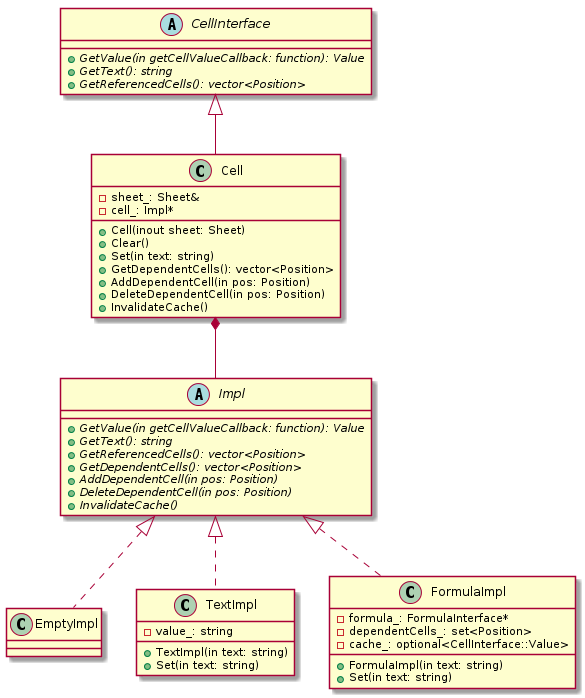 A CellInterface
GetValue(in getCellValueCallback: function): Value
GetText(): string
GetReferencedCells(): vector<Position>
C Cell
sheet_: Sheet&
cell_: Impl*
Cell(inout sheet: Sheet)
Clear()
Set(in text: string)
GetDependentCells(): vector<Position>
AddDependentCell(in pos: Position)
DeleteDependentCell(in pos: Position)
InvalidateCache()
A Impl
GetValue(in getCellValueCallback: function): Value
GetText(): string
GetReferencedCells(): vector<Position>
GetDependentCells(): vector<Position>
AddDependentCell(in pos: Position)
DeleteDependentCell(in pos: Position)
InvalidateCache()
C EmptyImpl
C TextImpl
value_: string
TextImpl(in text: string)
Set(in text: string)
C FormulaImpl
formula_: FormulaInterface*
dependentCells_: set<Position>
cache_: optional<CellInterface::Value>
FormulaImpl(in text: string)
Set(in text: string)